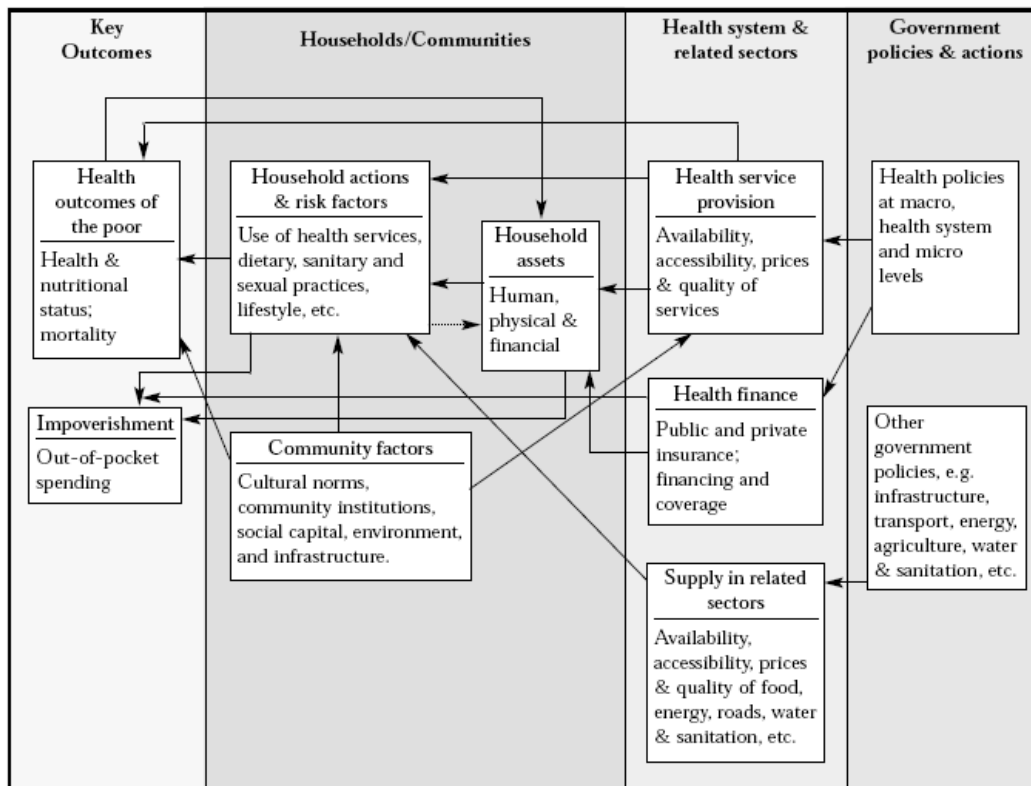 Key
Outcomes
Households/Communities
Health system &
related sectors
Government
policies & actions
Health
outcomes of
the poor
Health &
nutritional
status;
mortality
Impoverishment
Out-of-pocket
spending
Household actions
& risk factors
Use of health services,
dietary, sanitary and
sexual practices,
lifestyle, etc.
Household
assets
Human,
physical &
financial
Community factors
Cultural norms,
community institutions,
social capital, environment,
and infrastructure.
Health service
provision
Availability,
accessibility, prices
& quality of
services
Health finance
Public and private
insurance;
financing and
coverage
Supply in related
sectors
Availability,
accessibility, prices
& quality of food,
energy, roads, water
& sanitation, etc.
Health policies
at macro,
health system
and micro
levels
Other
government
policies, e.g.
infrastructure,
transport, energy,
agriculture, water
& sanitation, etc.